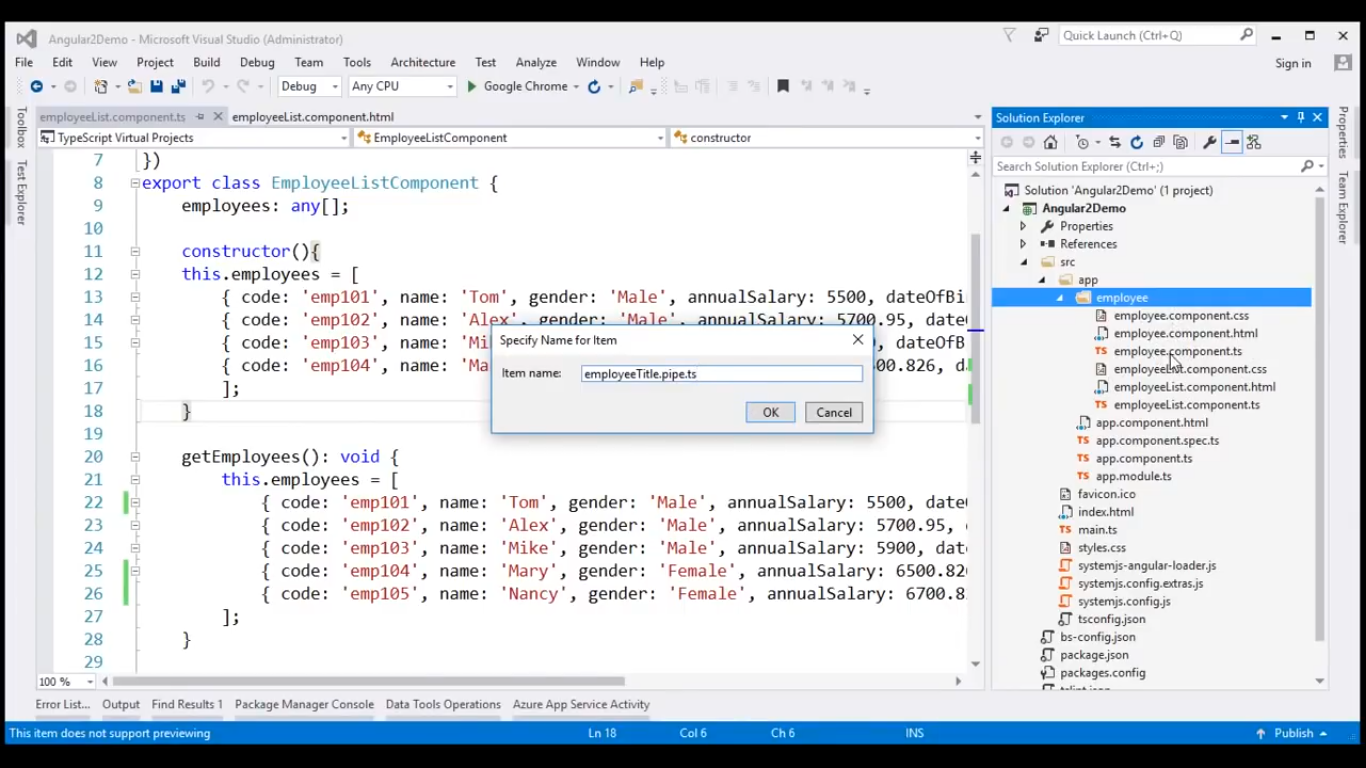 Angular2Demo - Microsoft Visual Studio (Administrator)
Quick Launch (Ctrl+Q)
File Edit View Project Build Debug Team Tools Architecture Test Analyze Window Help
Sign in
Debug Any CPU Google Chrome
Toolbox
Test Explorer
employeeList.component.ts employeeList.component.html
TypeScript Virtual Projects EmployeeListComponent constructor
7 })
8 export class EmployeeListComponent {
9 employees: any[];
10
11 constructor(){
12 this.employees = [
13 { code: 'emp101', name: 'Tom', gender: 'Male', annualSalary: 5500, dateOfBi
14 { code: 'emp102', name: 'Alex', gender: 'Male', annualSalary: 5700.95, date
15 { code: 'emp103', name: 'Mi dateOfB
16 { code: 'emp104', name: 'Ma 00.826, d
17 ];
18 }
19
20 getEmployees(): void {
21 this.employees = [
22 { code: 'emp101', name: 'Tom', gender: 'Male', annualSalary: 5500, date
23 { code: 'emp102', name: 'Alex', gender: 'Male', annualSalary: 5700.95,
24 { code: 'emp103', name: 'Mike', gender: 'Male', annualSalary: 5900, dat
25 { code: 'emp104', name: 'Mary', gender: 'Female', annualSalary: 6500.826
26 { code: 'emp105', name: 'Nancy', gender: 'Female', annualSalary: 6700.8
27 ];
28 }
29
100 %
Specify Name for Item
Item name: employeeTitle.pipe.ts
OK Cancel
Solution Explorer
Search Solution Explorer (Ctrl+;)
Solution 'Angular2Demo' (1 project)
Angular2Demo
Properties
References
src
app
employee
employee.component.css
employee.component.html
employee.component.ts
employeeList.component.css
employeeList.component.html
employeeList.component.ts
app.component.html
app.component.spec.ts
app.component.ts
app.module.ts
favicon.ico
index.html
main.ts
styles.css
systemjs-angular-loader.js
systemjs.config.extras.js
systemjs.config.js
tsconfig.json
bs-config.json
package.json
packages.config
Properties
Team Explorer
Error List... Output Find Results 1 Package Manager Console Data Tools Operations Azure App Service Activity
This item does not support previewing Ln 18 Col 6 Ch 6 INS Publish